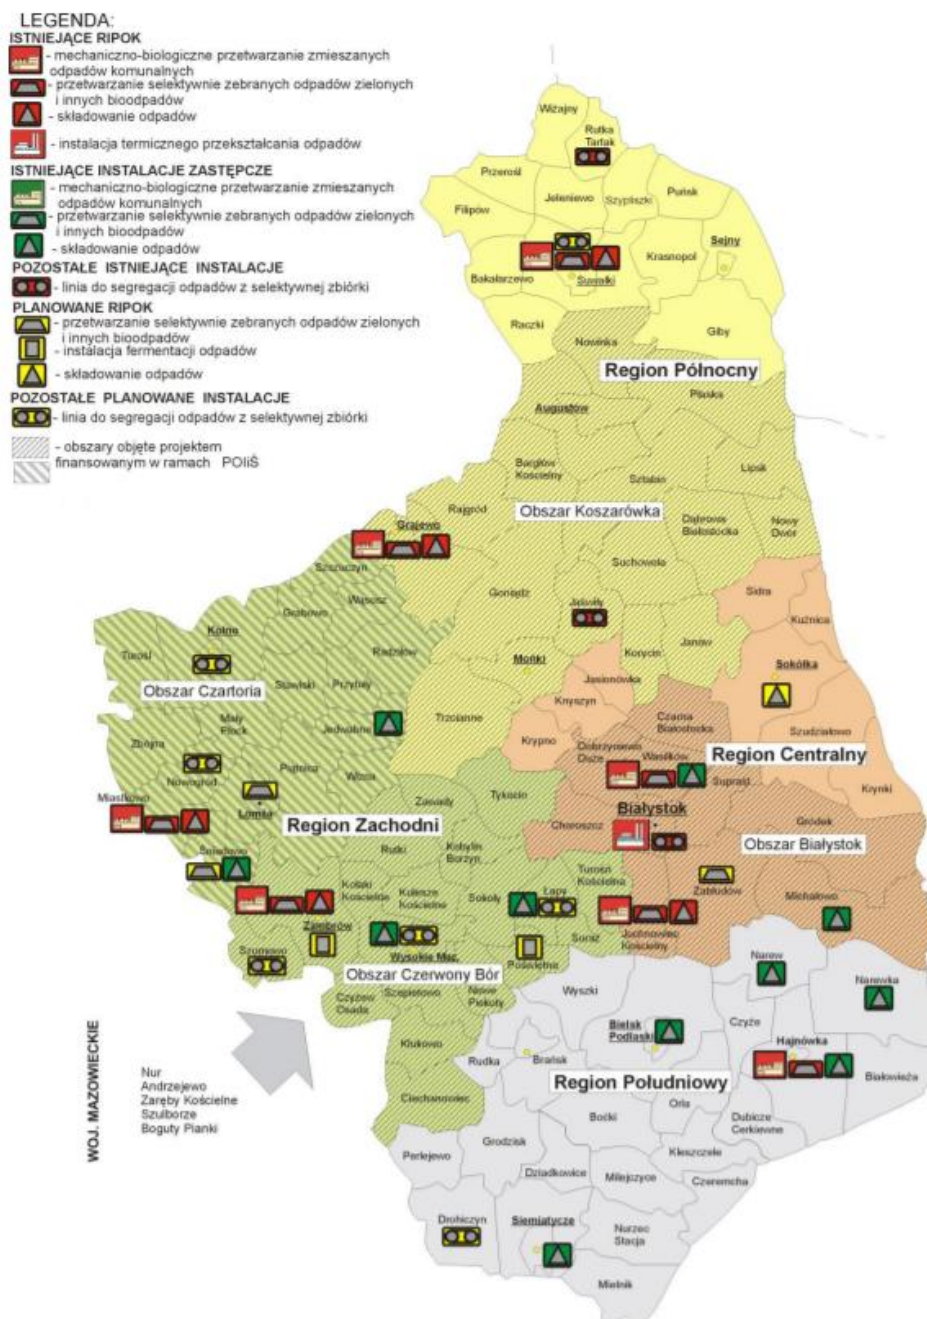 LEGENDA:
ISTNIEJĄCE RIPOK
- mechaniczno-biologiczne przetwarzanie zmieszanych
odpadów komunalnych
- przetwarzanie selektywnie zebranych odpadów zielonych
i innych bioodpadów
- składowanie odpadów
- instalacja termicznego przekształcania odpadów
ISTNIEJĄCE INSTALACJE ZASTĘPCZE
- mechaniczno-biologiczne przetwarzanie zmieszanych
odpadów komunalnych
- przetwarzanie selektywnie zebranych odpadów zielonych
i innych bioodpadów
- składowanie odpadów
POZOSTAŁE ISTNIEJĄCE INSTALACJE
- linia do segregacji odpadów z selektywnej zbiórki
PLANOWANE RIPOK
- przetwarzanie selektywnie zebranych odpadów zielonych
i innych bioodpadów
- instalacja fermentacji odpadów
- składowanie odpadów
POZOSTAŁE PLANOWANE INSTALACJE
- linia do segregacji odpadów z selektywnej zbiórki
- obszary objęte projektem
finansowanym w ramach POIiŚ
Wiżajny
Rutka
Tartak
Przerośl
Jeleniewo
Szypliszki
Puńsk
Filipów
Sejny
Krasnopol
Bakałarzewo
Suwałki
Raczki
Giby
Nowinka
Region Północny
Płaska
Augustów
Bargłów
Kościelny
Sztabin
Lipsk
Rajgród
Obszar Koszarówka
Dąbrowa
Białostocka
Nowy
Dwór
Grajewo
Szczuczyn
Suchowola
Wąsosz
Goniądz
Jaświły
Sidra
Grabowo
Kuźnica
Kolno
Turośl
Radziłów
Korycin
Janów
Mońki
Sokółka
Jasionówka
Obszar Czartoria
Stawiski
Przytuły
Knyszyn
Mały
Płock
Jedwabne
Trzcianne
Czarna
Białostocka
Szudziałowo
Zbójna
Krypno
Dobrzyniewo
Duże
Wasilków
Region Centralny
Nowogród
Piątnica
Wizna
Tykocin
Supraśl
Krynki
Miastkowo
Łomża
Region Zachodni
Zawady
Białystok
Choroszcz
Gródek
Rutki
Kobylin
Borzyn
Obszar Białystok
Śniadowo
Kołaki
Kościelne
Kulesze
Kościelne
Sokoły
Łapy
Turośń
Kościelna
Zabłudów
Michałowo
Zambrów
Suraż
Juchnowiec
Kościelny
Szumowo
Wysokie Maz.
Poświętne
Narew
Obszar Czerwony Bór
Narewka
Czyżew
Osada
Szepietowo
Nowe
Piekuty
Wyszki
Bielsk
Podlaski
Czyże
Hajnówka
Klukowo
Rudka
Brańsk
Białowieża
Region Południowy
WOJ. MAZOWIECKIE
Nur
Andrzejewo
Zaręby Kościelne
Szulborze
Boguty Pianki
Ciechanowiec
Boćki
Orla
Dubicze
Cerkiewne
Grodzisk
Kleszczele
Perlejewo
Dziadkowice
Milejczyce
Czeremcha
Drohiczyn
Siemiatycze
Nurzec
Stacja
Mielnik